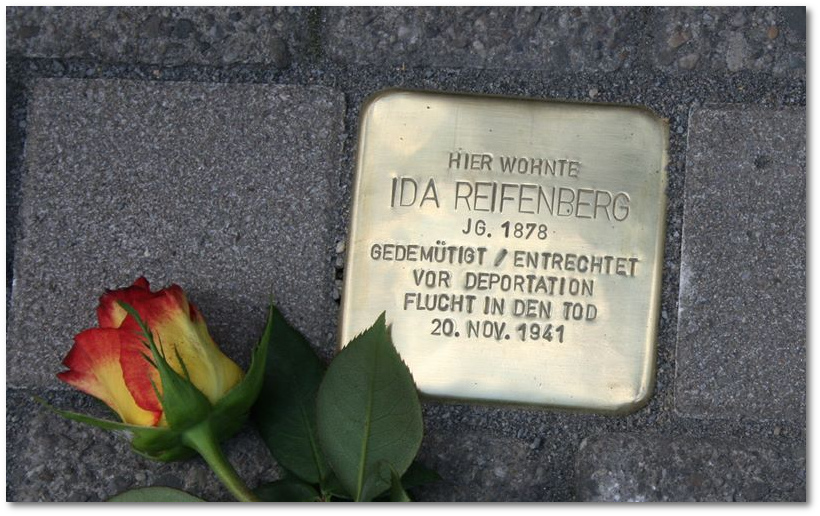 HIER WOHNTE
IDA REIFENBERG
JG. 1878
GEDEMÜTIGT / ENTRECHTET
VOR DEPORTATION
FLUCHT IN DEN TOD
20. NOV. 1941